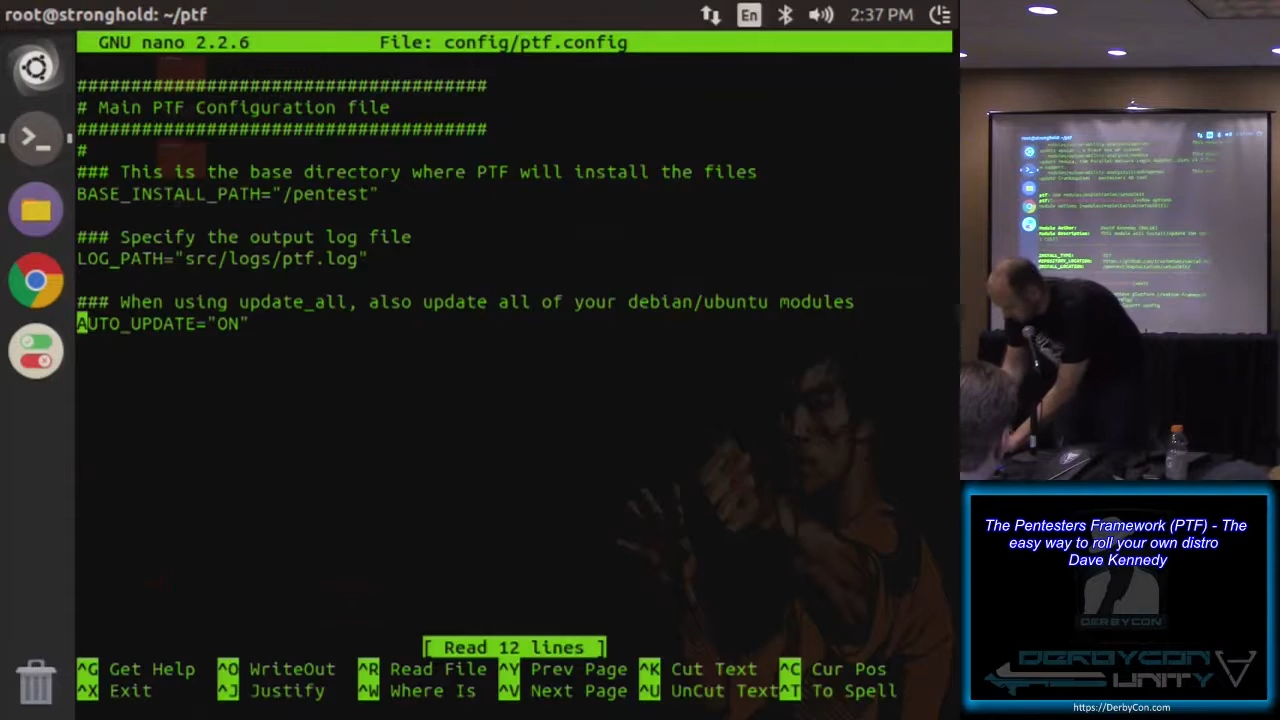 root@stronghold: ~/ptf
En
2:37 PM
GNU nano 2.2.6 File: config/ptf.config
######################################
# Main PTF Configuration file
######################################
#
### This is the base directory where PTF will install the files
BASE_INSTALL_PATH="/pentest"
### Specify the output log file
LOG_PATH="src/logs/ptf.log"
### When using update_all, also update all of your debian/ubuntu modules
AUTO_UPDATE="ON"
[ Read 12 lines ]
^G Get Help ^O WriteOut ^R Read File ^Y Prev Page ^K Cut Text ^C Cur Pos
^X Exit ^J Justify ^W Where Is ^V Next Page ^U UnCut Text ^T To Spell
The Pentesters Framework (PTF) - The
easy way to roll your own distro
Dave Kennedy
DERBYCON
DERBYCON
UNITY
https://DerbyCon.com